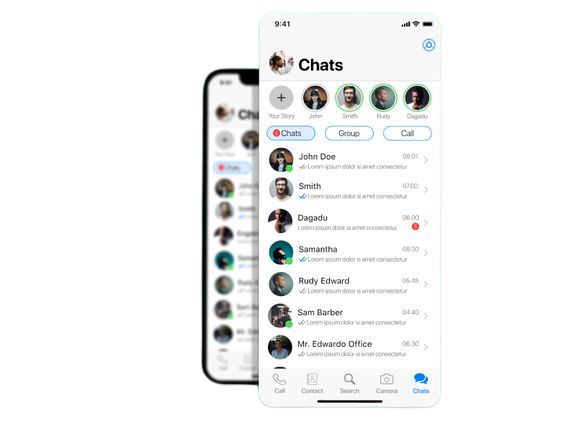 9:41
Chats
Your Story
John
Smith
Rudy
Dagadu
Chats
Group
Call
John Doe
08.01
Lorem ipsum dolor si amet consectetur
Smith
07.00
Lorem ipsum dolor si amet consectetur
Dagadu
06.00
Lorem ipsum dolor si amet consectetur
Samantha
08:30
Lorem ipsum dolor si amet consectetur
Rudy Edward
05:45
Lorem ipsum dolor si amet consectetur
Sam Barber
04:40
Lorem ipsum dolor si amet consectetur
Mr. Edwardo Office
06.30
Lorem ipsum dolor si amet consectetur
Call
Contact
Search
Camera
Chats